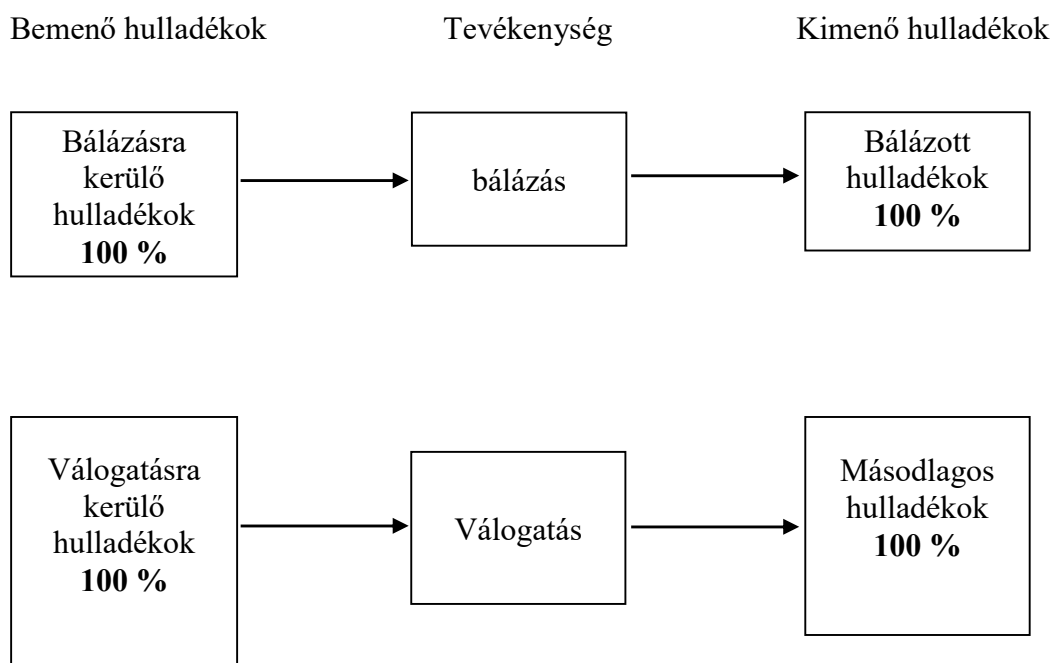 Bemenő hulladékok
Tevékenység
Kimenő hulladékok
Bálázásra
kerülő
hulladékok
100 %
bálázás
Bálázott
hulladékok
100 %
Válogatásra
kerülő
hulladékok
100 %
Válogatás
Másodlagos
hulladékok
100 %